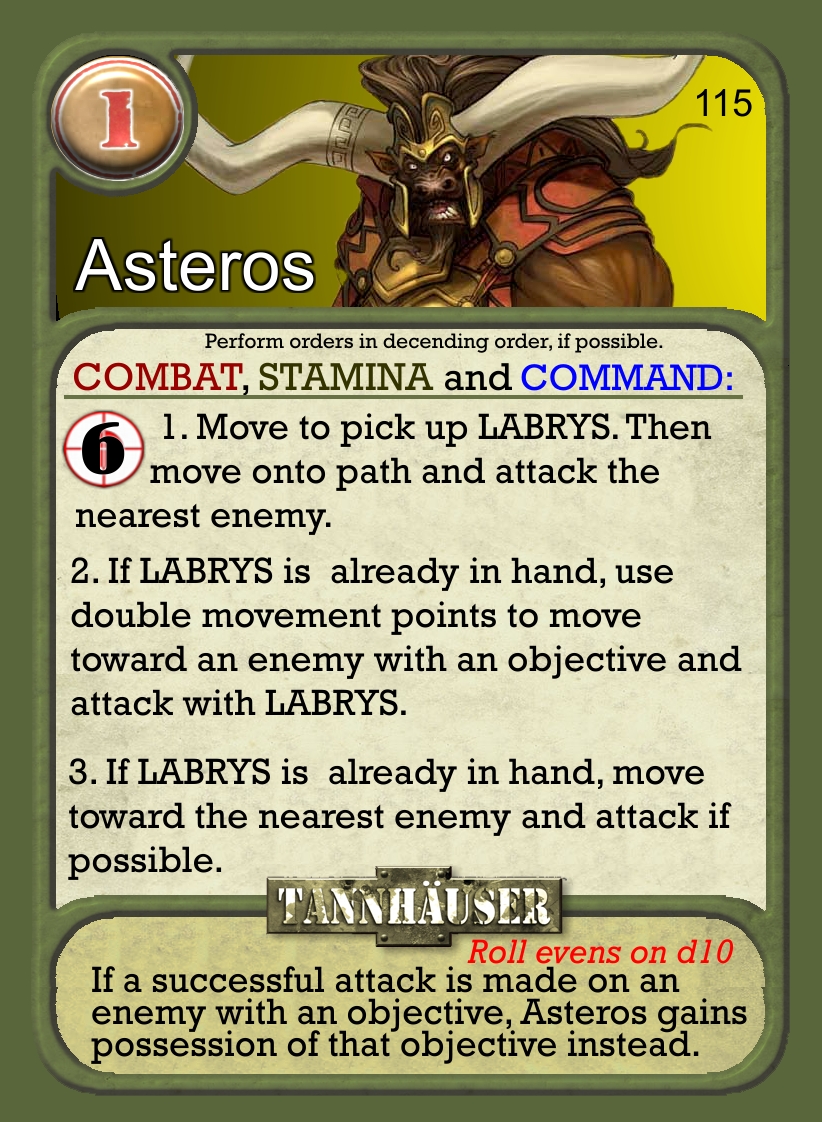 1
115
Asteros
Perform orders in decending order, if possible.
COMBAT, STAMINA and COMMAND:
6
1. Move to pick up LABRYS. Then
move onto path and attack the
nearest enemy.
2. If LABRYS is  already in hand, use
double movement points to move
toward an enemy with an objective and
attack with LABRYS.
3. If LABRYS is  already in hand, move
toward the nearest enemy and attack if
possible.
TANNHÄUSER
Roll evens on d10
If a successful attack is made on an
enemy with an objective, Asteros gains
possession of that objective instead.